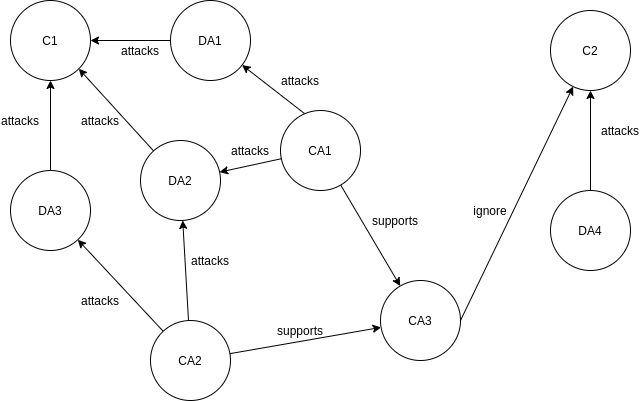 C1
DA1
C2
attacks
attacks
attacks
attacks
attacks
attacks
CA1
DA2
DA3
supports
ignore
DA4
attacks
attacks
CA3
supports
CA2